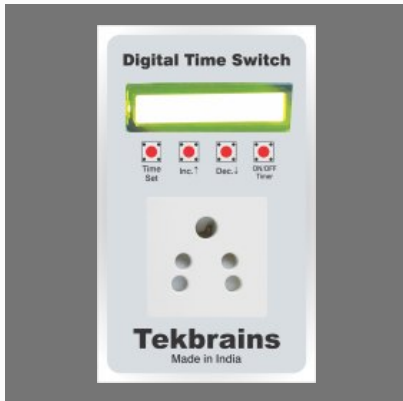 Digital Time Switch
Time Set
Inc.↑
Dec.↓
ON/OFF Timer
Tekbrains
Made in India